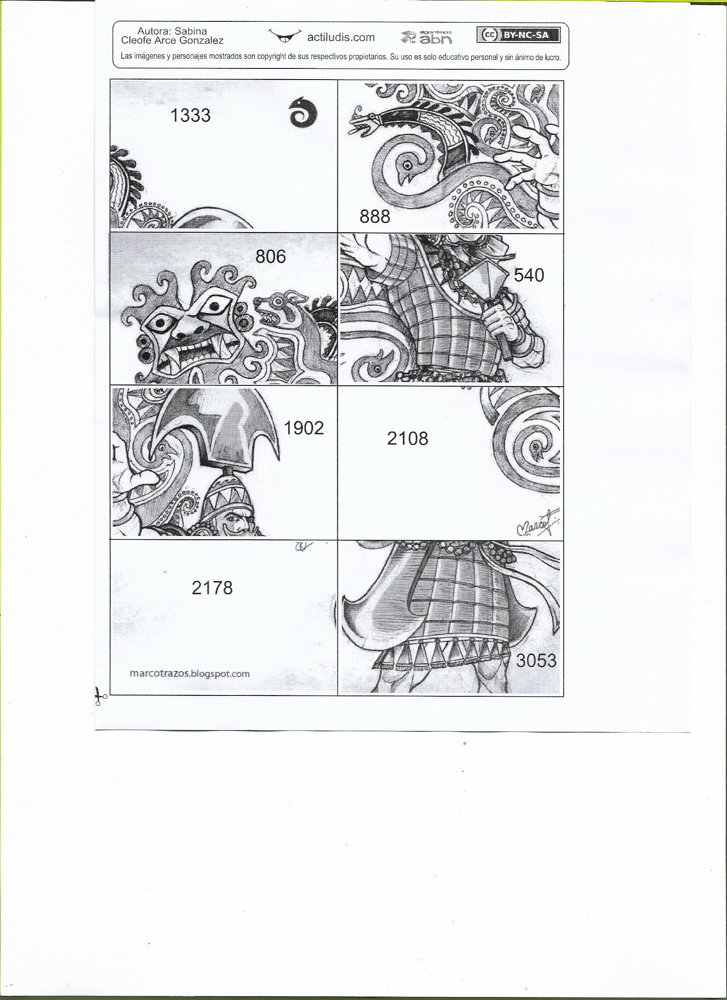 Autora: Sabina
Cleofe Arce Gonzalez
actiludis.com
algoritmos
abn
cc BY-NC-SA
Las imágenes y personajes mostrados son copyright de sus respectivos propietarios. Su uso es solo educativo personal y sin ánimo de lucro.
1333
888
806
540
1902
2108
2178
marcotrazos.blogspot.com
3053